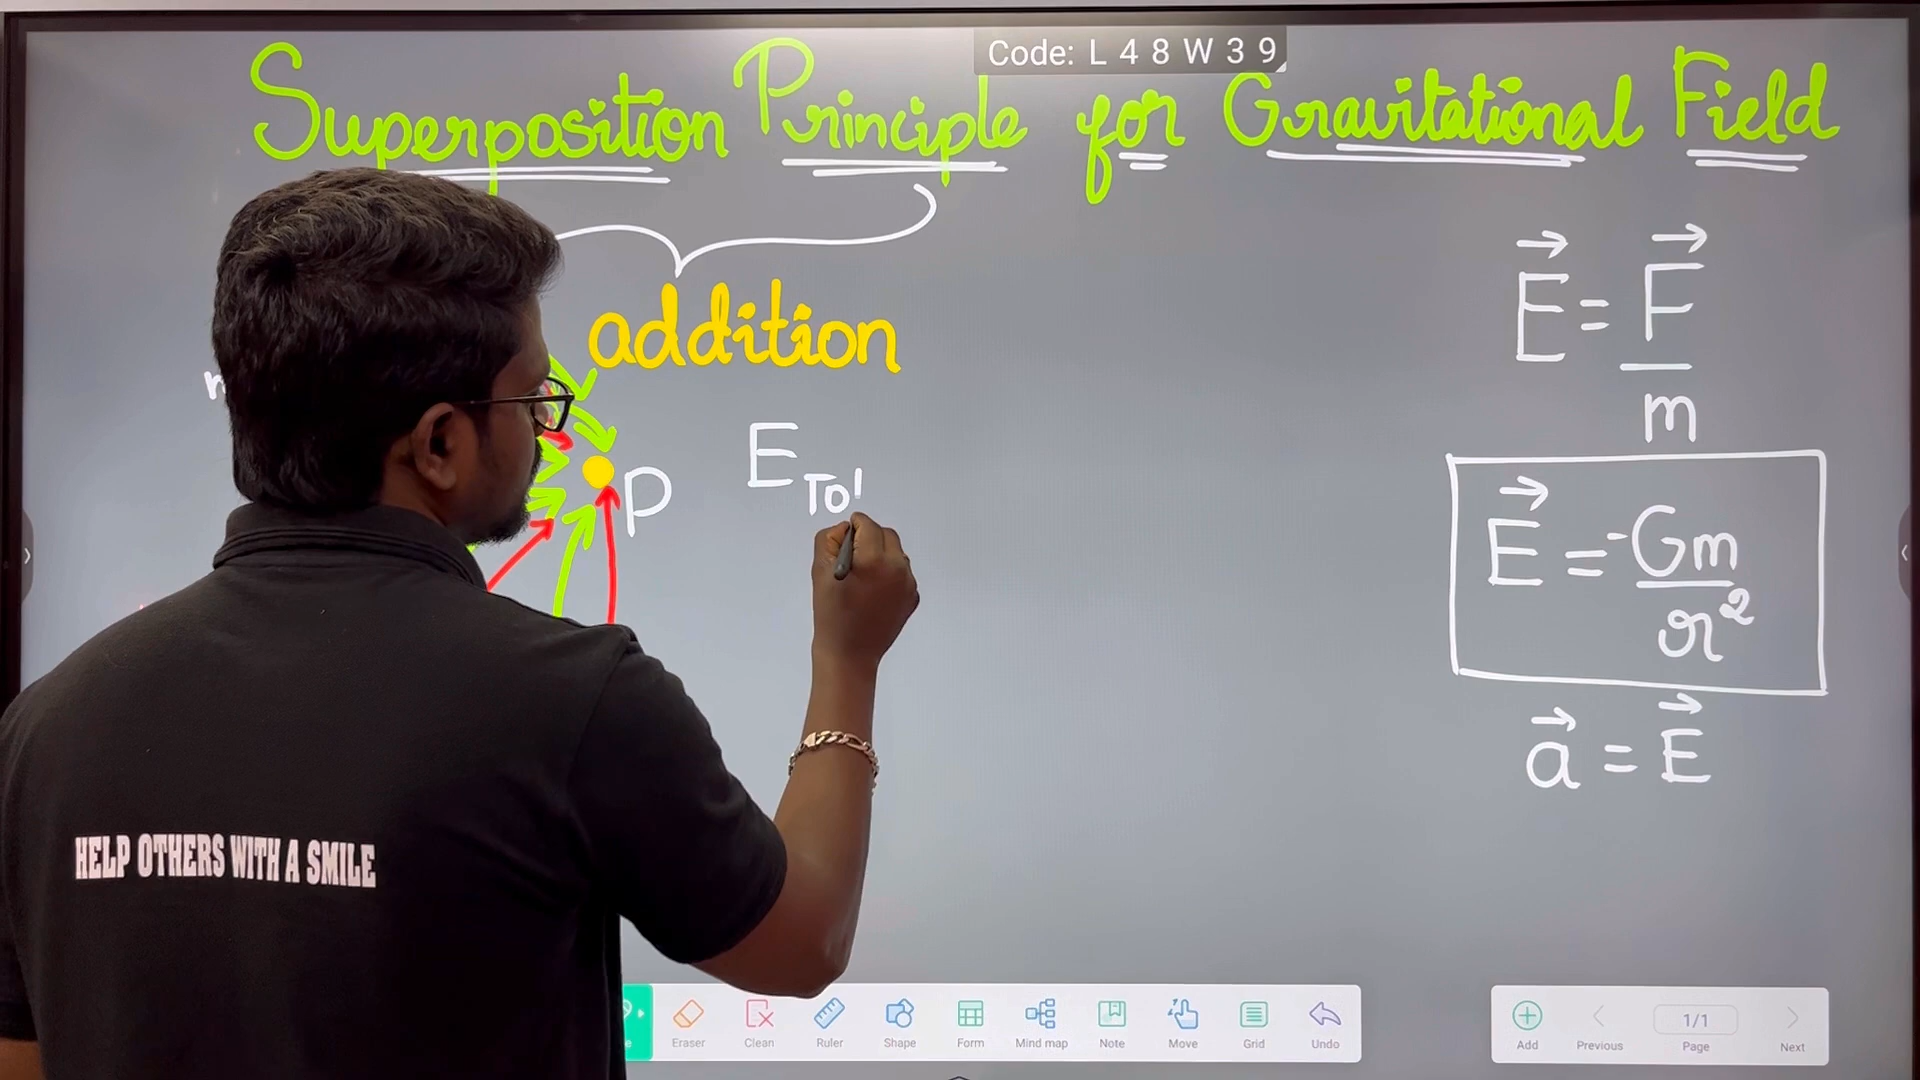 Code: L 4 8 W 3 9
Superposition Principle for Gravitational Field
addition
P
E TO
E = F
m
E = -Gm
r²
a = E
HELP OTHERS WITH A SMILE
Eraser Clean Ruler Shape Form Mind map Note Move Grid Undo
Add Previous 1/1 Page Next